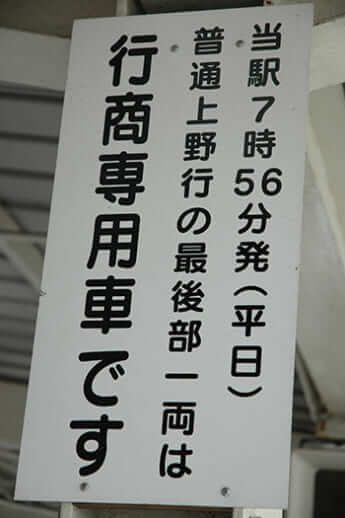 当駅7時56分発(平日)
普通上野行の最後部一両は
行商専用車です